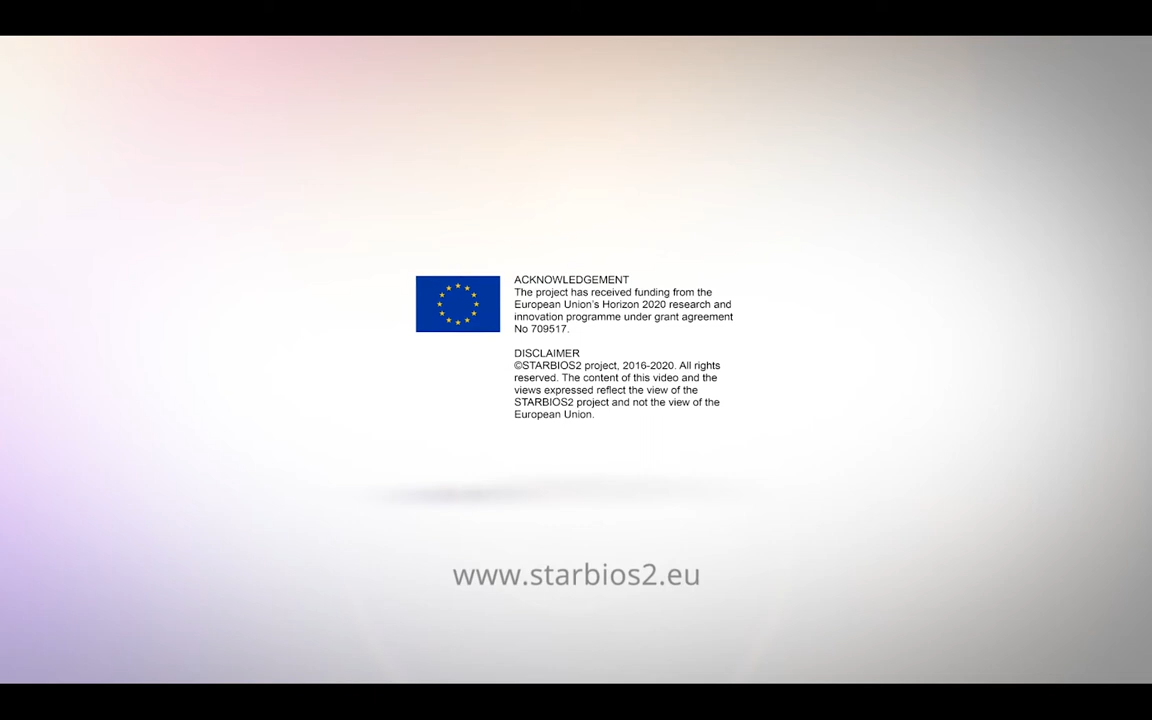 ACKNOWLEDGEMENT
The project has received funding from the
European Union's Horizon 2020 research and
innovation programme under grant agreement
No 709517.
DISCLAIMER
©STARBIOS2 project, 2016-2020. All rights
reserved. The content of this video and the
views expressed reflect the view of the
STARBIOS2 project and not the view of the
European Union.
www.starbios2.eu